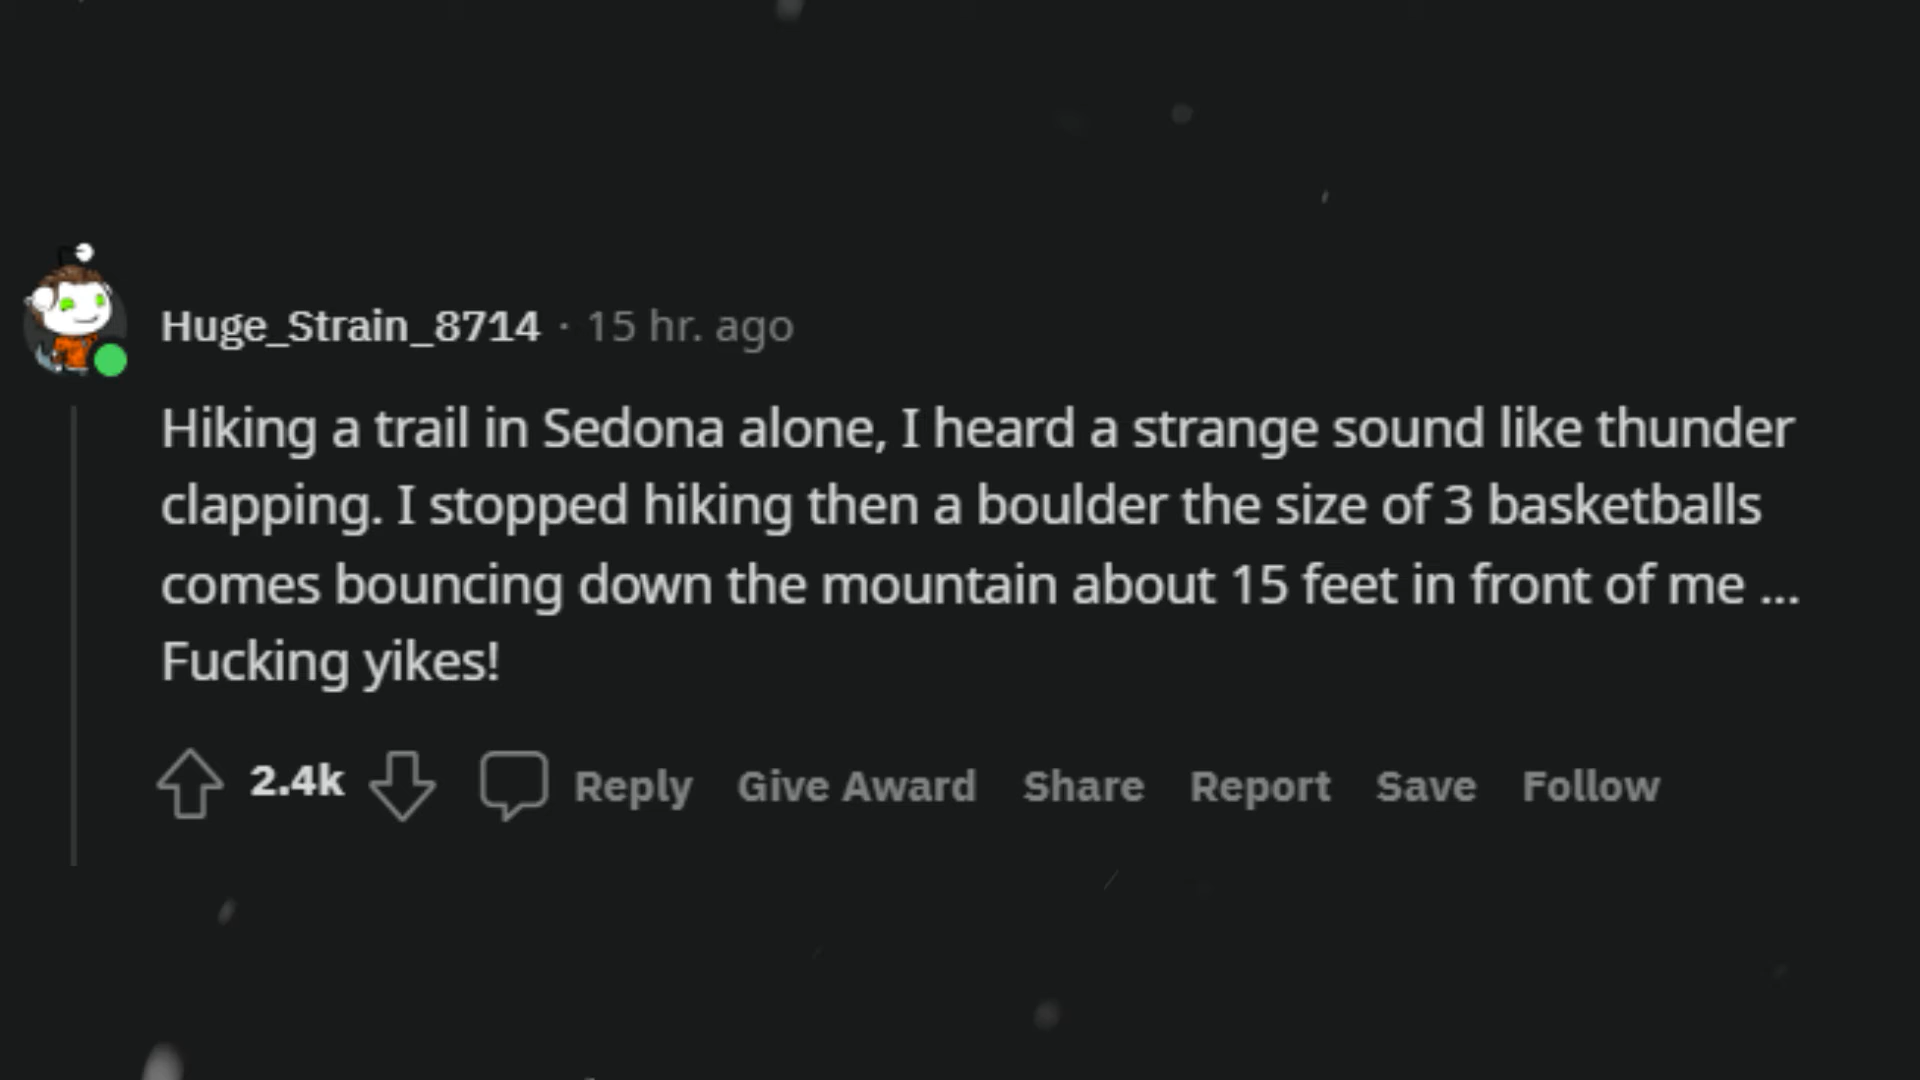 Huge_Strain_8714 · 15 hr. ago
Hiking a trail in Sedona alone, I heard a strange sound like thunder
clapping. I stopped hiking then a boulder the size of 3 basketballs
comes bouncing down the mountain about 15 feet in front of me ...
Fucking yikes!
2.4k Reply Give Award Share Report Save Follow